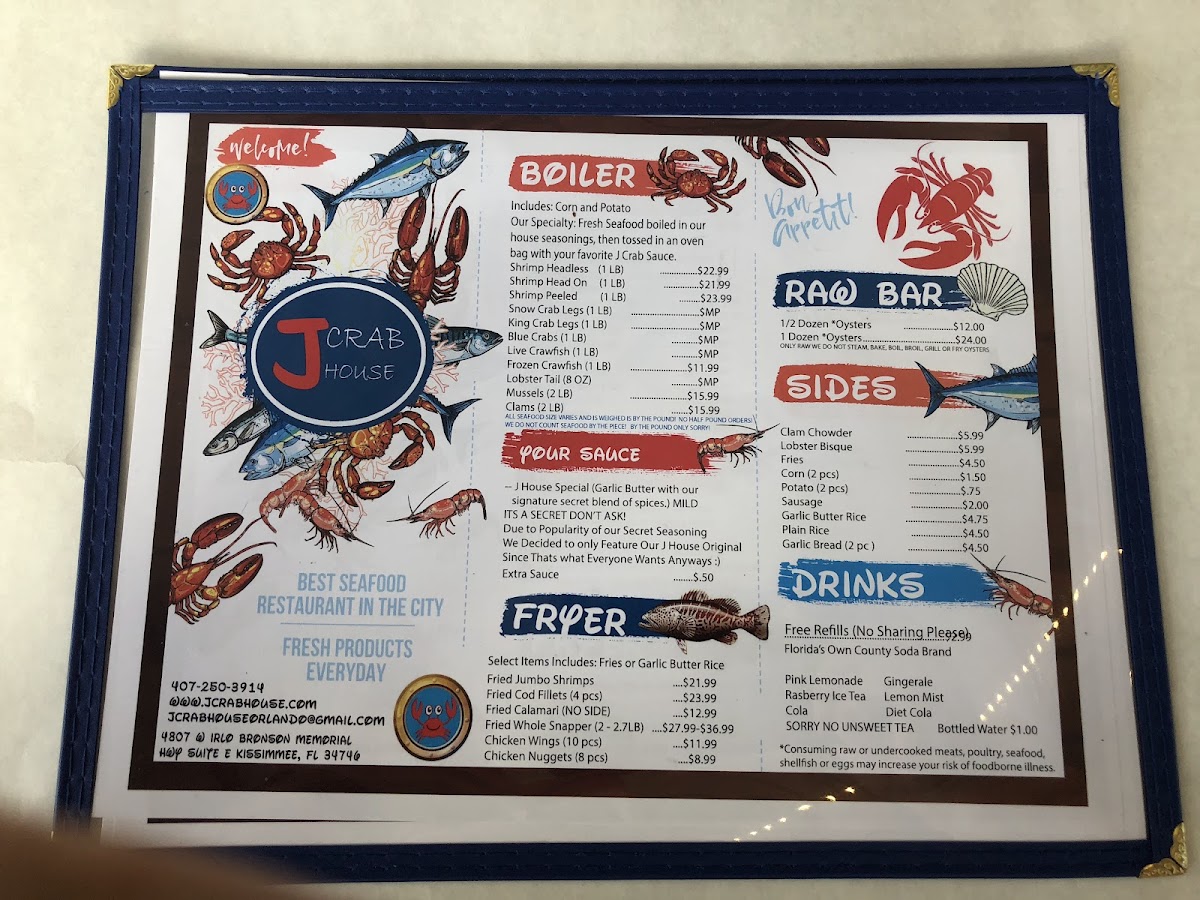 welcome!
J CRAB
HOUSE
BEST SEAFOOD
RESTAURANT IN THE CITY
FRESH PRODUCTS
EVERYDAY
407-250-3914
WWW.JCRABHOUSE.COM
JCRABHOUSEORLANDO@GMAIL.COM
4807 W IRLO BRONSON MEMORIAL
HWY SUITE E KISSIMMEE, FL 34746
BOILER
Includes: Corn and Potato
Our Specialty: Fresh Seafood boiled in our
house seasonings, then tossed in an oven
bag with your favorite J Crab Sauce.
Shrimp Headless (1 LB) ..............$22.99
Shrimp Head On (1 LB) ..............$21.99
Shrimp Peeled (1 LB) ........$23.99
Snow Crab Legs (1 LB) .........................$MP
King Crab Legs (1 LB) .........................$MP
Blue Crabs (1 LB) .......................$MP
Live Crawfish (1 LB) .......................$MP
Frozen Crawfish (1 LB) .....................$11.99
Lobster Tail (8 OZ) ........$MP
Mussels (2 LB) .....................$15.99
Clams (2 LB) ........$15.99
ALL SEAFOOD SIZE VARIES AND IS WEIGHED IS BY THE POUND! NO HALF POUND ORDERS!
WE DO NOT COUNT SEAFOOD BY THE PIECE! BY THE POUND ONLY SORRY!
YOUR SAUCE
-- J House Special (Garlic Butter with our
signature secret blend of spices.) MILD
ITS A SECRET DON'T ASK!
Due to Popularity of our Secret Seasoning
We Decided to only Feature Our J House Original
Since Thats what Everyone Wants Anyways :)
Extra Sauce ........$.50
FRYER
Select Items Includes: Fries or Garlic Butter Rice
Fried Jumbo Shrimps ....$21.99
Fried Cod Fillets (4 pcs) ....$23.99
Fried Calamari (NO SIDE) ....$12.99
Fried Whole Snapper (2 - 2.7LB) ....$27.99-$36.99
Chicken Wings (10 pcs) ....$11.99
Chicken Nuggets (8 pcs) ....$8.99
Bon
Appetit!
RAW BAR
1/2 Dozen *Oysters .................$12.00
1 Dozen *Oysters...............................$24.00
ONLY RAW WE DO NOT STEAM, BAKE, BOIL, BROIL, GRILL OR FRY OYSTERS
SIDES
Clam Chowder .................$5.99
Lobster Bisque .................$5.99
Fries .................$4.50
Corn (2 pcs) .................$1.50
Potato (2 pcs) .................$.75
Sausage .................$2.00
Garlic Butter Rice .................$4.75
Plain Rice .................$4.50
Garlic Bread (2 pc ) .................$4.50
DRINKS
Free Refills (No Sharing Please)
Florida's Own County Soda Brand
Pink Lemonade Gingerale
Rasberry Ice Tea Lemon Mist
Cola Diet Cola
SORRY NO UNSWEET TEA Bottled Water $1.00
*Consuming raw or undercooked meats, poultry, seafood,
shellfish or eggs may increase your risk of foodborne illness.